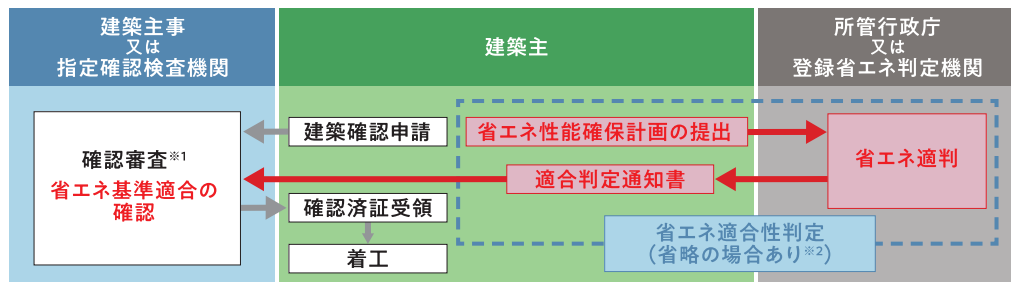 建築主事
又は
指定確認検査機関
建築主
所管行政庁
又は
登録省エネ判定機関
確認審査※1
省エネ基準適合の
確認
建築確認申請
省エネ性能確保計画の提出
省エネ適判
適合判定通知書
確認済証受領
着工
省エネ適合性判定
(省略の場合あり※2)